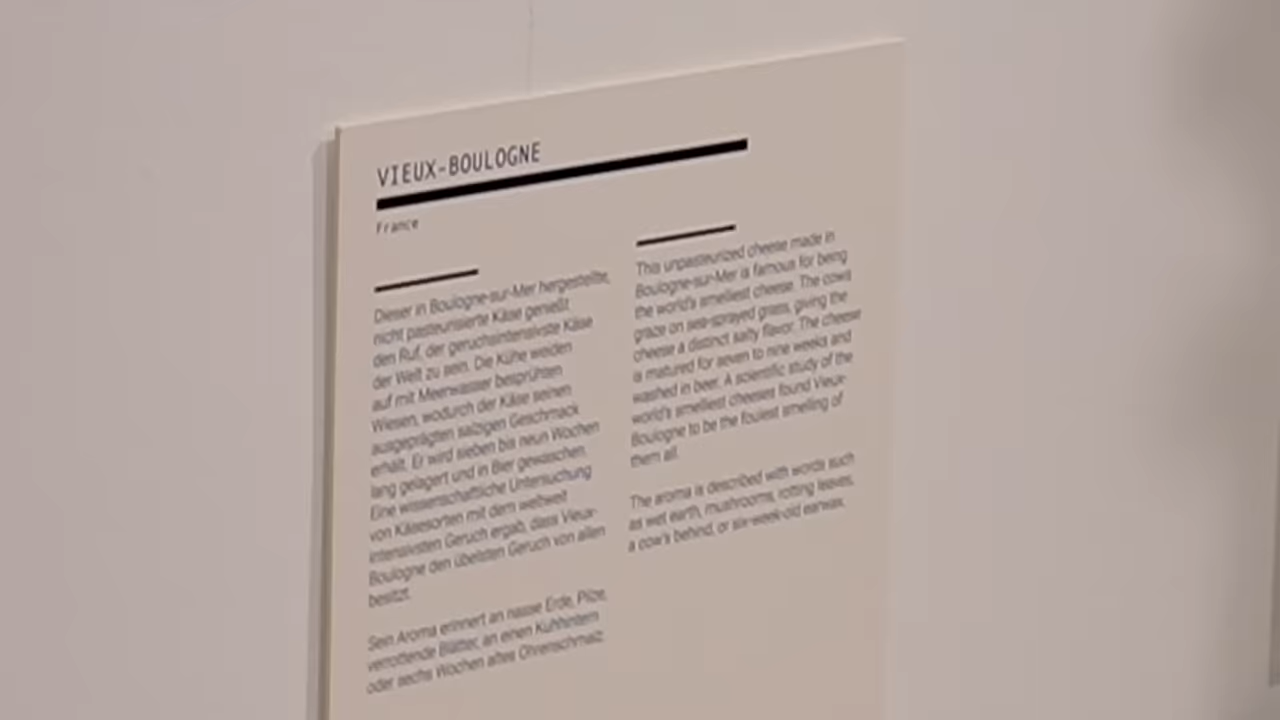 VIEUX-BOULOGNE
France
Dieser in Boulogne-sur-Mer hergestellte,
nicht pasteurisierte Käse genießt
den Ruf, der geruchsintensivste Käse
der Welt zu sein. Die Kühe weiden
auf mit Meerwasser besprühten
Wiesen, wodurch der Käse seinen
ausgeprägten salzigen Geschmack
erhält. Er wird sieben bis neun Wochen
lang gelagert und in Bier gewaschen.
Eine wissenschaftliche Untersuchung
von Käsesorten mit dem weltweit
intensivsten Geruch ergab, dass Vieux-
Boulogne den übelsten Geruch von allen
besitzt.
Sein Aroma erinnert an nasse Erde, Pilze,
verrottende Blätter, an einen Kuhhintern
oder sechs Wochen altes Ohrenschmalz.
This unpasteurized cheese made in
Boulogne-sur-Mer is famous for being
the world's smelliest cheese. The cows
graze on sea-sprayed grass, giving the
cheese a distinct salty flavor. The cheese
is matured for seven to nine weeks and
washed in beer. A scientific study of the
world's smelliest cheeses found Vieux-
Boulogne to be the foulest smelling of
them all.
The aroma is described with words such
as wet earth, mushrooms, rotting leaves,
a cow's behind, or six-week-old earwax.